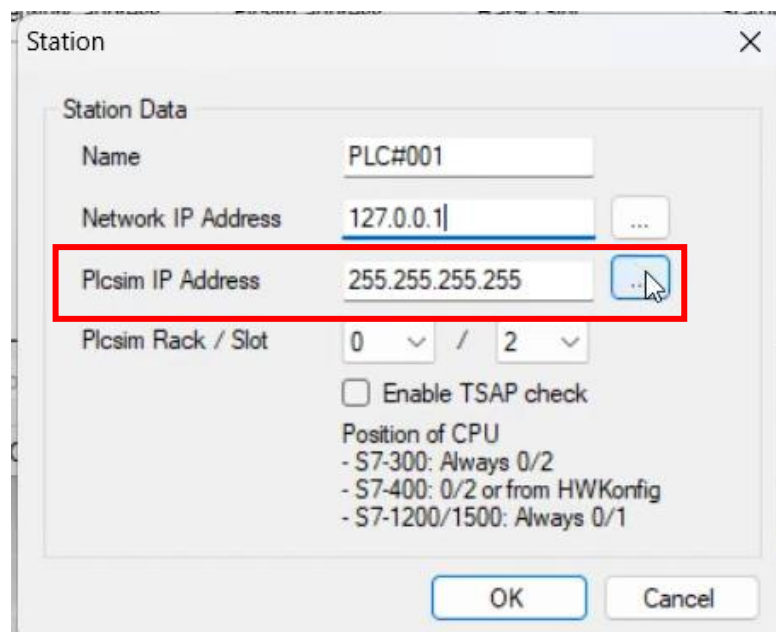 Station
Station Data
Name PLC#001
Network IP Address 127.0.0.1 ...
Plcsim IP Address 255.255.255.255 ...
Plcsim Rack / Slot 0 / 2
Enable TSAP check
Position of CPU
- S7-300: Always 0/2
- S7-400: 0/2 or from HWKonfig
- S7-1200/1500: Always 0/1
OK Cancel